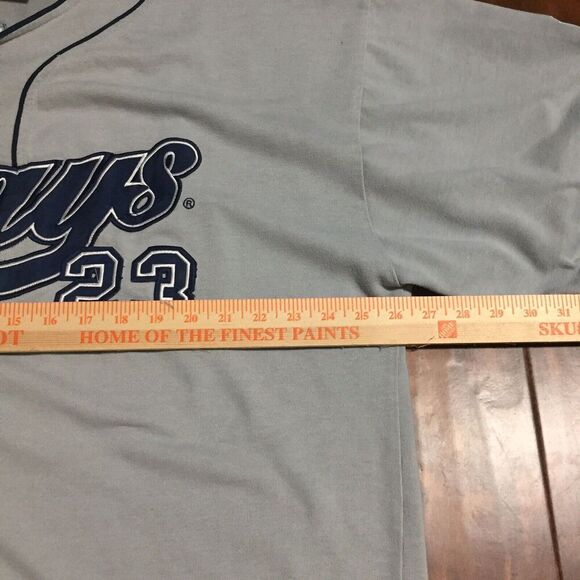 ays®
23
15 16 17 18 19 20 21 22 23 24 25 26 27 28 29 30 31
OT HOME OF THE FINEST PAINTS SKU